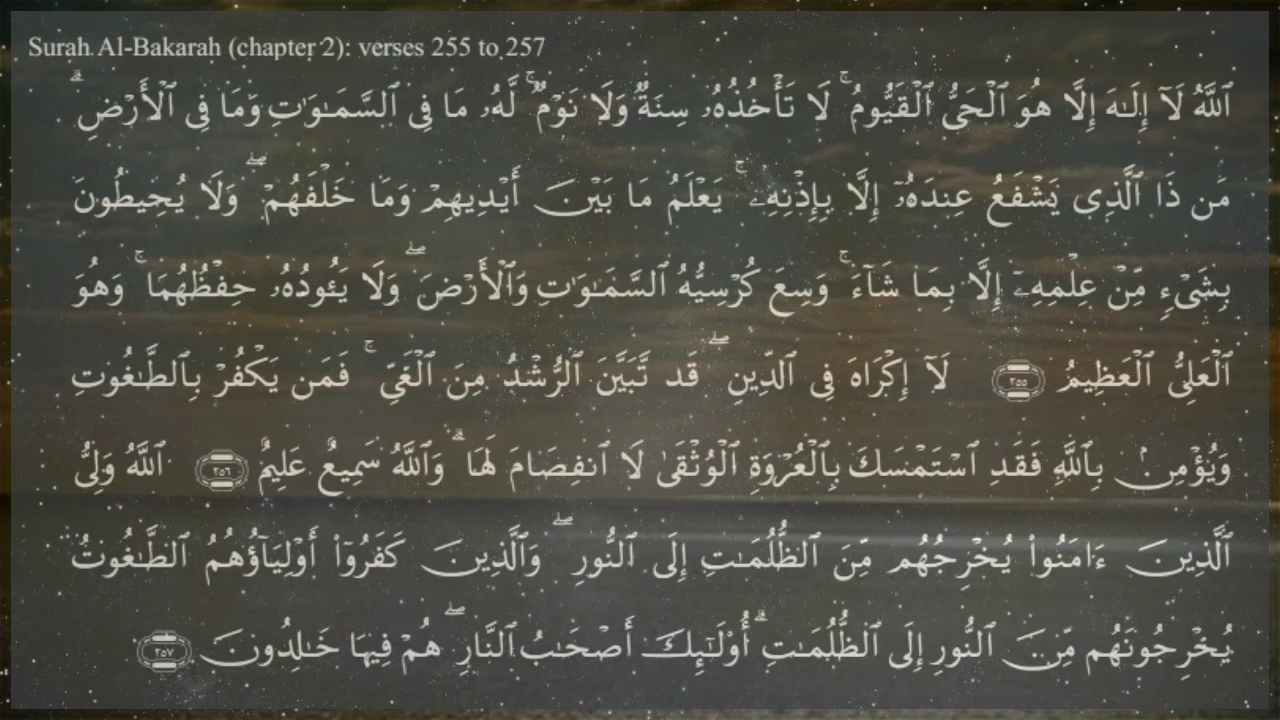 Surah Al-Bakarah (chapter 2): verses 255 to 257
ٱللَّهُ لَآ إِلَـٰهَ إِلَّا هُوَ ٱلْحَىُّ ٱلْقَيُّومُ ۚ لَا تَأْخُذُهُۥ سِنَةٌ وَلَا نَوْمٌ ۚ لَّهُۥ مَا فِى ٱلسَّمَـٰوَٰتِ وَمَا فِى ٱلْأَرْضِ ۗ
مَن ذَا ٱلَّذِى يَشْفَعُ عِندَهُۥٓ إِلَّا بِإِذْنِهِۦ ۚ يَعْلَمُ مَا بَيْنَ أَيْدِيهِمْ وَمَا خَلْفَهُمْ ۖ وَلَا يُحِيطُونَ
بِشَىْءٍ مِّنْ عِلْمِهِۦٓ إِلَّا بِمَا شَآءَ ۚ وَسِعَ كُرْسِيُّهُ ٱلسَّمَـٰوَٰتِ وَٱلْأَرْضَ ۖ وَلَا يَـُٔودُهُۥ حِفْظُهُمَا ۚ وَهُوَ
ٱلْعَلِىُّ ٱلْعَظِيمُ ٢٥٥ لَآ إِكْرَاهَ فِى ٱلدِّينِ ۖ قَد تَّبَيَّنَ ٱلرُّشْدُ مِنَ ٱلْغَىِّ ۚ فَمَن يَكْفُرْ بِٱلطَّـٰغُوتِ
وَيُؤْمِنۢ بِٱللَّهِ فَقَدِ ٱسْتَمْسَكَ بِٱلْعُرْوَةِ ٱلْوُثْقَىٰ لَا ٱنفِصَامَ لَهَا ۗ وَٱللَّهُ سَمِيعٌ عَلِيمٌ ٢٥٦ ٱللَّهُ وَلِىُّ
ٱلَّذِينَ ءَامَنُوا۟ يُخْرِجُهُم مِّنَ ٱلظُّلُمَـٰتِ إِلَى ٱلنُّورِ ۖ وَٱلَّذِينَ كَفَرُوٓا۟ أَوْلِيَآؤُهُمُ ٱلطَّـٰغُوتُ
يُخْرِجُونَهُم مِّنَ ٱلنُّورِ إِلَى ٱلظُّلُمَـٰتِ ۗ أُو۟لَـٰٓئِكَ أَصْحَـٰبُ ٱلنَّارِ ۖ هُمْ فِيهَا خَـٰلِدُونَ ٢٥٧